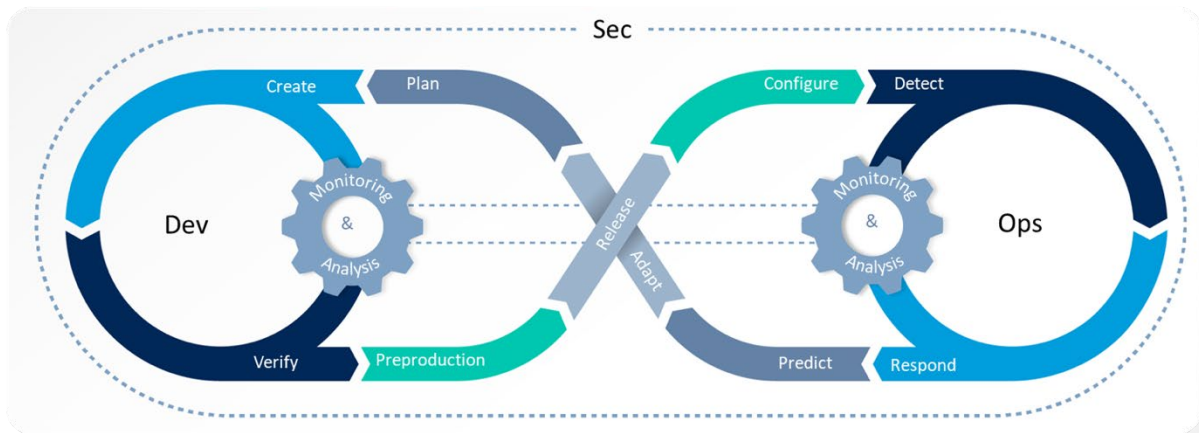 Sec
Create
Plan
Configure
Detect
Monitoring
&
Analysis
Monitoring
&
Analysis
Dev
Release
Adapt
Ops
Verify
Preproduction
Predict
Respond